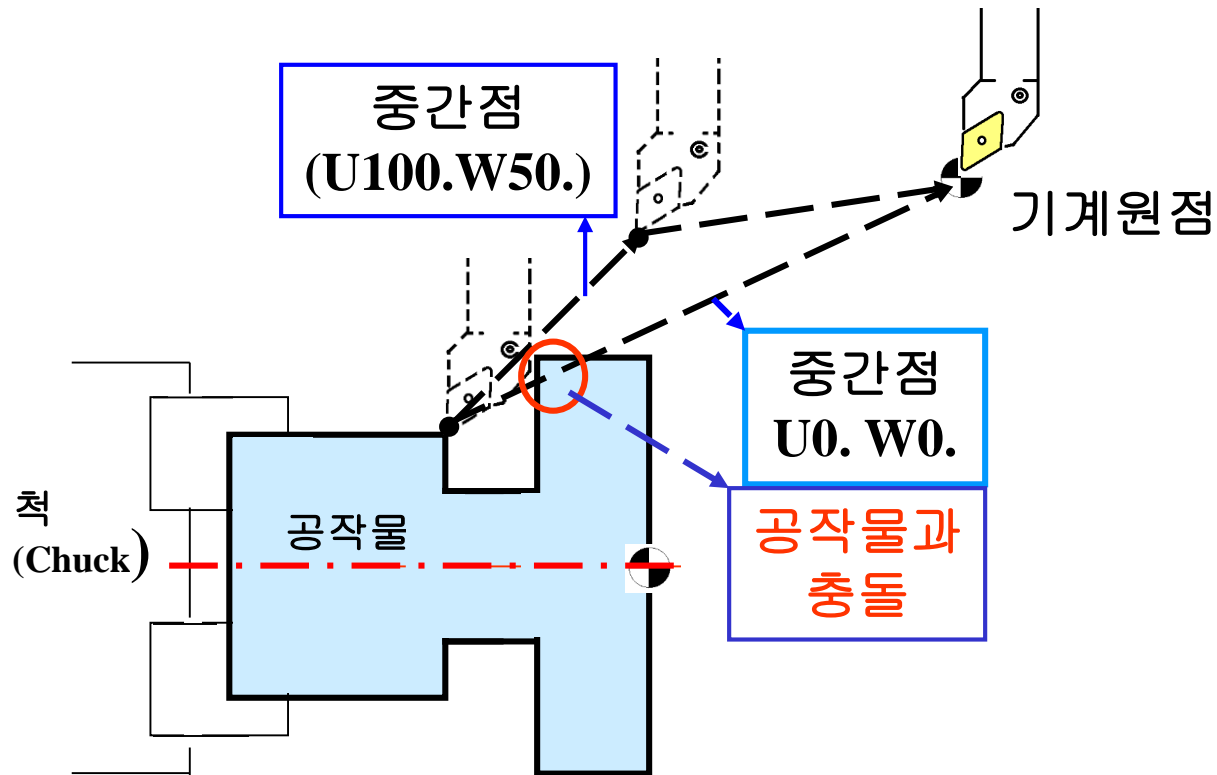 중간점
(U100.W50.)
기계원점
중간점
U0. W0.
공작물과
충돌
척
(Chuck)
공작물